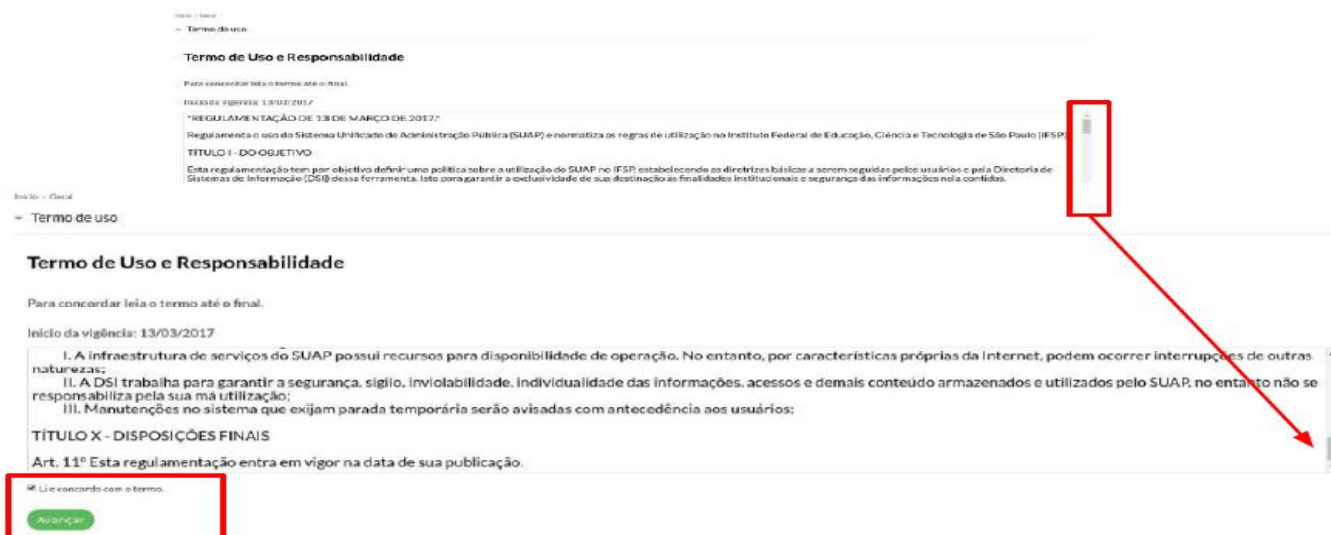 Início > Geral
Termo de uso
Termo de Uso e Responsabilidade
Para concordar leia o termo até o final.
Início da vigência: 13/03/2017
"REGULAMENTAÇÃO DE 13 DE MARÇO DE 2017."
Regulamenta o uso do Sistema Unificado de Administração Pública (SUAP) e normatiza as regras de utilização no Instituto Federal de Educação, Ciência e Tecnologia de São Paulo (IFSP)
TÍTULO I - DO OBJETIVO
Esta regulamentação tem por objetivo definir uma política sobre a utilização do SUAP no IFSP, estabelecendo as diretrizes básicas a serem seguidas pelos usuários e pela Diretoria de
Sistemas de Informação (DSI) dessa ferramenta. Isto para garantir a exclusividade de sua destinação às finalidades institucionais e segurança das informações nela contidas.
Início > Geral
Termo de uso
Termo de Uso e Responsabilidade
Para concordar leia o termo até o final.
Início da vigência: 13/03/2017
I. A infraestrutura de serviços do SUAP possui recursos para disponibilidade de operação. No entanto, por características próprias da Internet, podem ocorrer interrupções de outras
naturezas;
II. A DSI trabalha para garantir a segurança, sigilo, inviolabilidade, individualidade das informações, acessos e demais conteúdo armazenados e utilizados pelo SUAP, no entanto não se
responsabiliza pela sua má utilização;
III. Manutenções no sistema que exijam parada temporária serão avisadas com antecedência aos usuários;
TÍTULO X - DISPOSIÇÕES FINAIS
Art. 11º Esta regulamentação entra em vigor na data de sua publicação.
Li e concordo com o termo.
Avançar